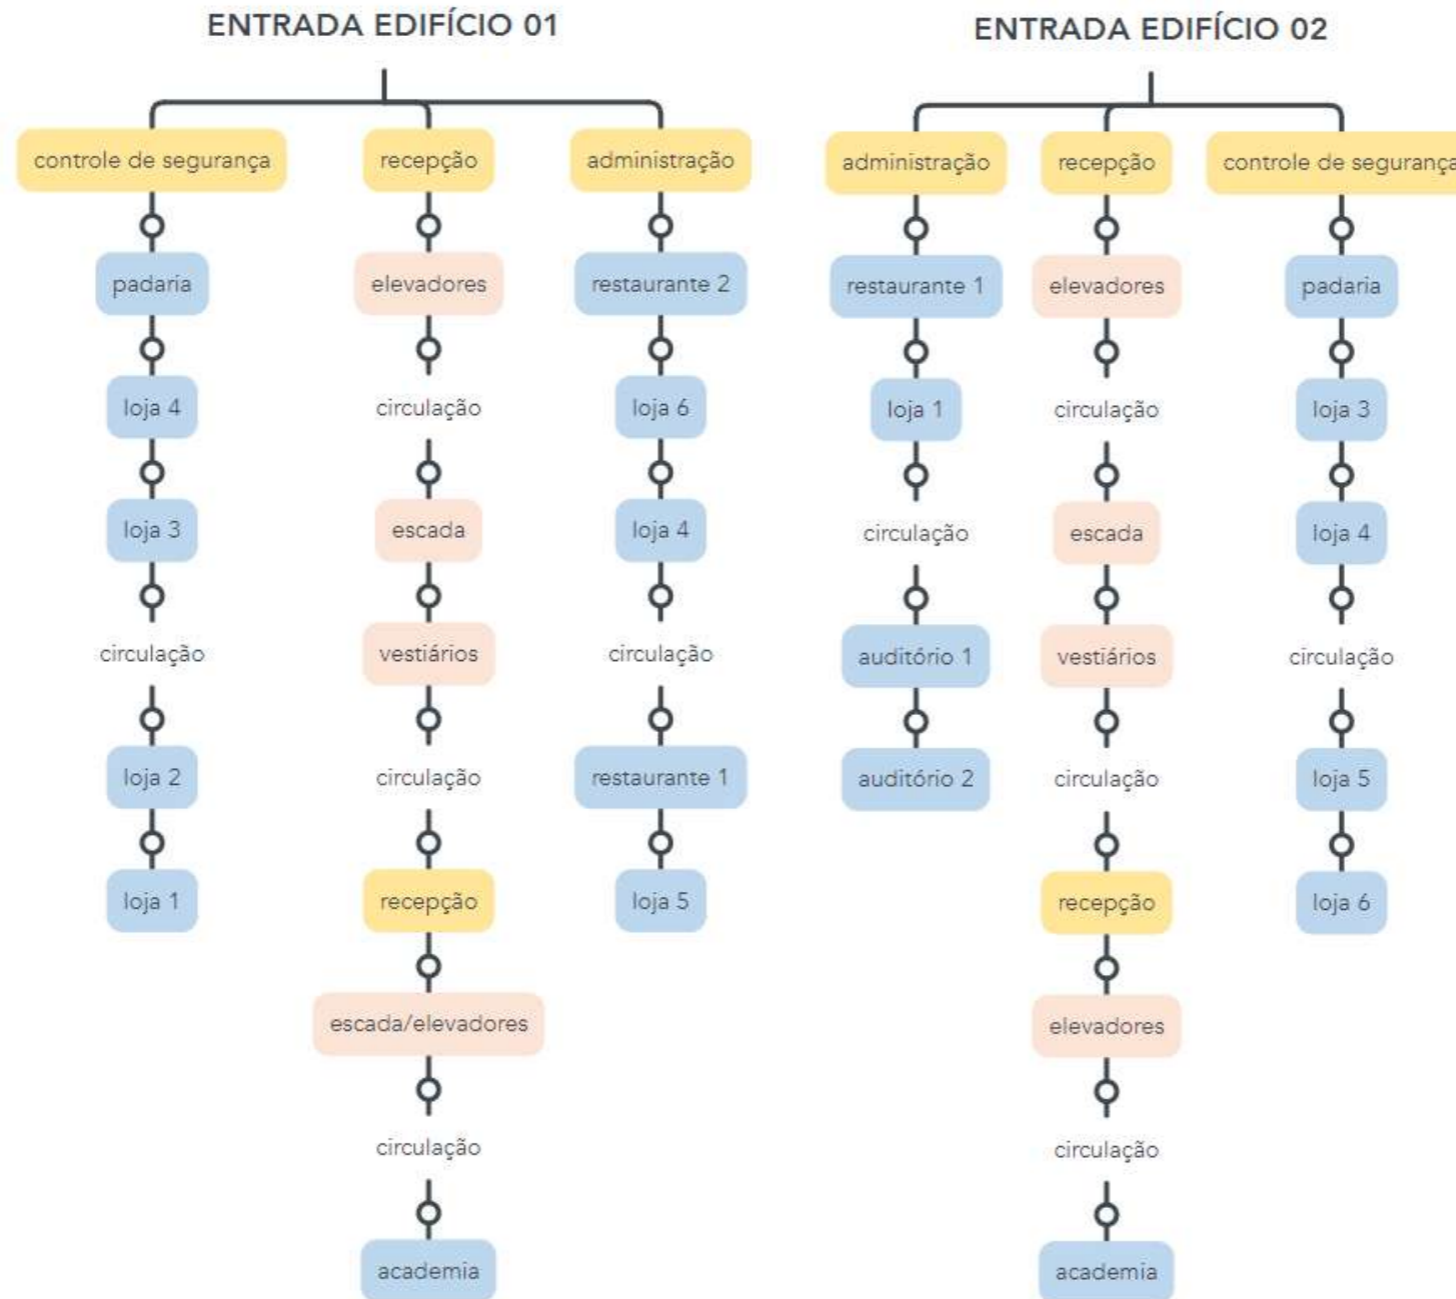 ENTRADA EDIFÍCIO 01
controle de segurança
recepção
administração
padaria
elevadores
restaurante 2
loja 4
circulação
loja 6
loja 3
escada
loja 4
circulação
vestiários
circulação
loja 2
circulação
restaurante 1
loja 1
recepção
loja 5
escada/elevadores
circulação
academia
ENTRADA EDIFÍCIO 02
administração
recepção
controle de segurança
restaurante 1
elevadores
padaria
loja 1
circulação
loja 3
circulação
escada
loja 4
auditório 1
vestiários
circulação
auditório 2
circulação
loja 5
recepção
loja 6
elevadores
circulação
academia